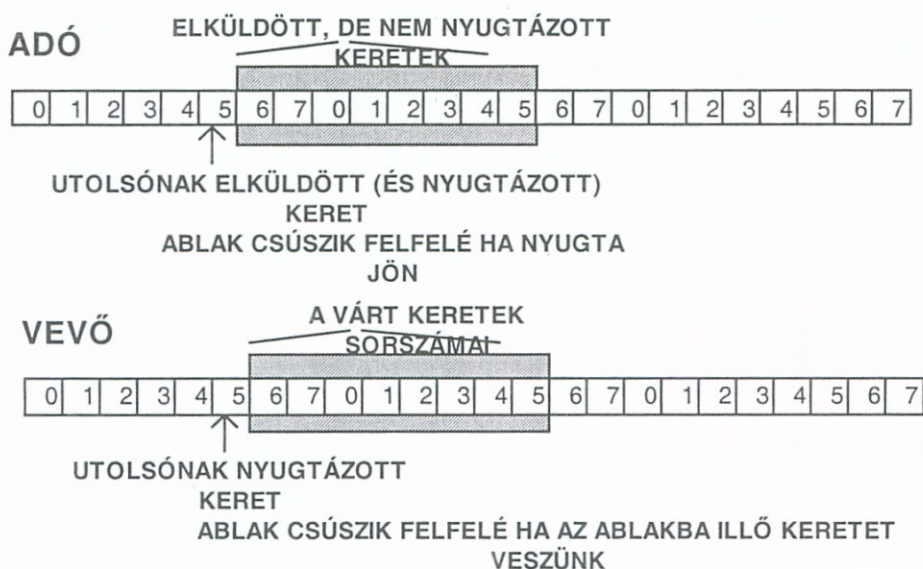 ADÓ
ELKÜLDÖTT, DE NEM NYUGTÁZOTT
KERETEK
0 1 2 3 4 5 6 7 0 1 2 3 4 5 6 7 0 1 2 3 4 5 6 7
UTOLSÓNAK ELKÜLDÖTT (ÉS NYUGTÁZOTT)
KERET
ABLAK CSÚSZIK FELFELÉ HA NYUGTA
JÖN
VEVŐ
A VÁRT KERETEK
SORSZÁMAI
0 1 2 3 4 5 6 7 0 1 2 3 4 5 6 7 0 1 2 3 4 5 6 7
UTOLSÓNAK NYUGTÁZOTT
KERET
ABLAK CSÚSZIK FELFELÉ HA AZ ABLAKBA ILLŐ KERETET
VESZÜNK